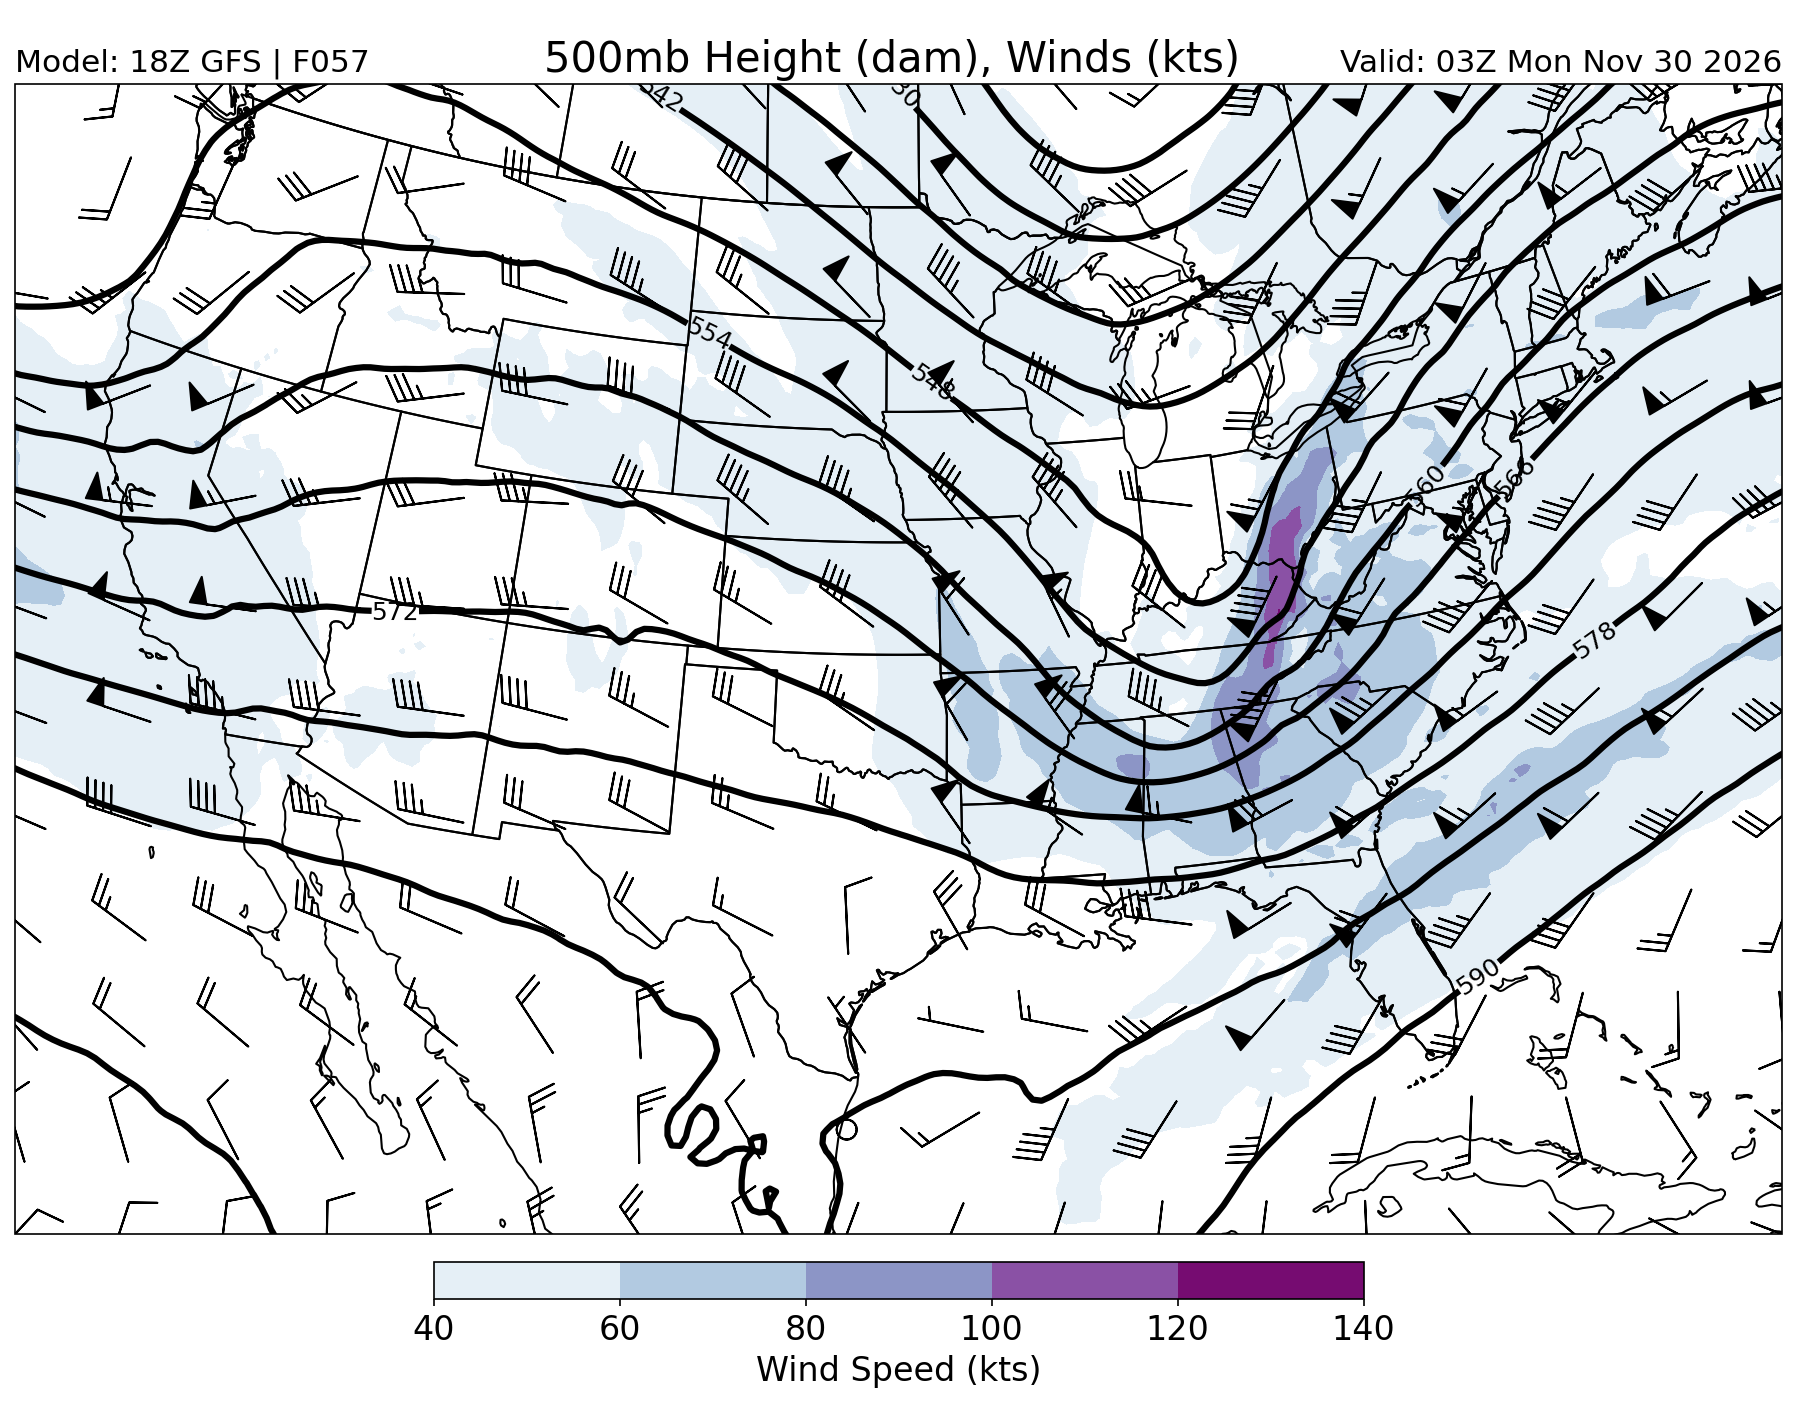 Model: 18Z GFS | F057
500mb Height (dam), Winds (kts)
Valid: 03Z Mon Nov 30 2026
542
30
554
548
560
566
572
578
590
40 60 80 100 120 140
Wind Speed (kts)